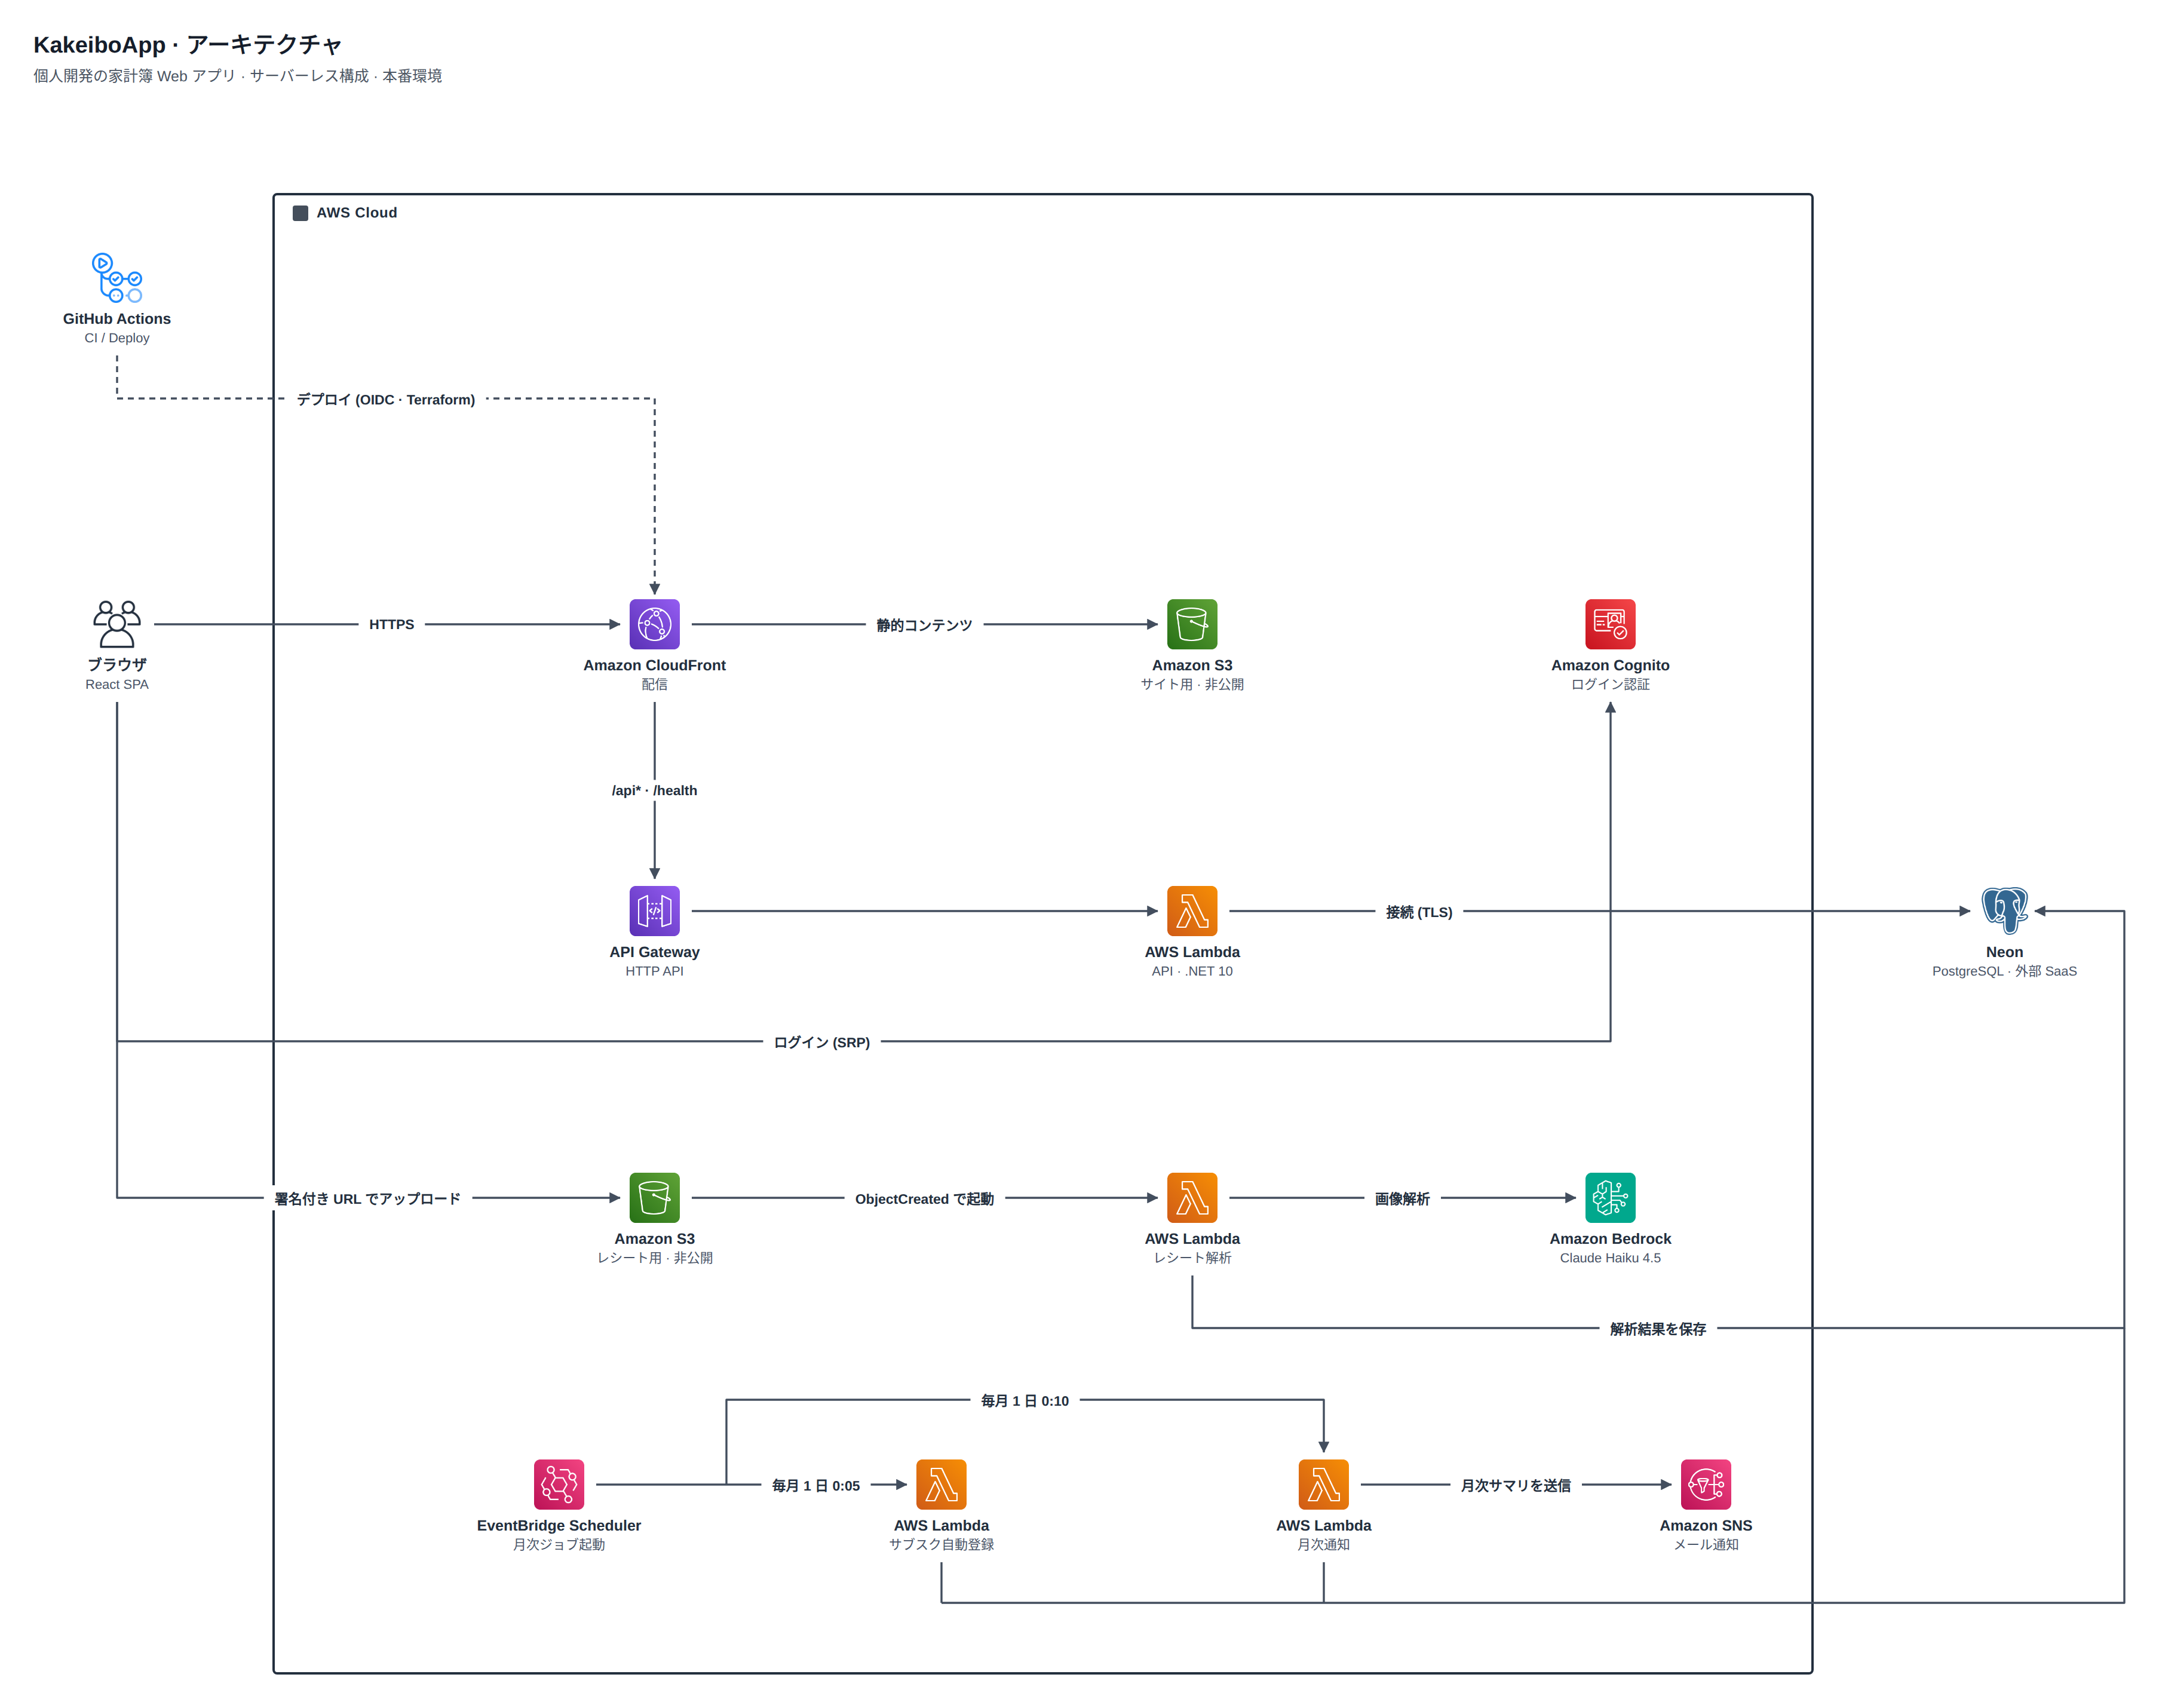 KakeiboApp · アーキテクチャ
個人開発の家計簿 Web アプリ · サーバーレス構成 · 本番環境
AWS Cloud
GitHub Actions
CI / Deploy
デプロイ (OIDC · Terraform)
ブラウザ
React SPA
HTTPS
Amazon CloudFront
配信
静的コンテンツ
Amazon S3
サイト用 · 非公開
Amazon Cognito
ログイン認証
/api* · /health
API Gateway
HTTP API
AWS Lambda
API · .NET 10
接続 (TLS)
Neon
PostgreSQL · 外部 SaaS
ログイン (SRP)
署名付き URL でアップロード
Amazon S3
レシート用 · 非公開
ObjectCreated で起動
AWS Lambda
レシート解析
画像解析
Amazon Bedrock
Claude Haiku 4.5
解析結果を保存
毎月 1 日 0:10
EventBridge Scheduler
月次ジョブ起動
毎月 1 日 0:05
AWS Lambda
サブスク自動登録
AWS Lambda
月次通知
月次サマリを送信
Amazon SNS
メール通知